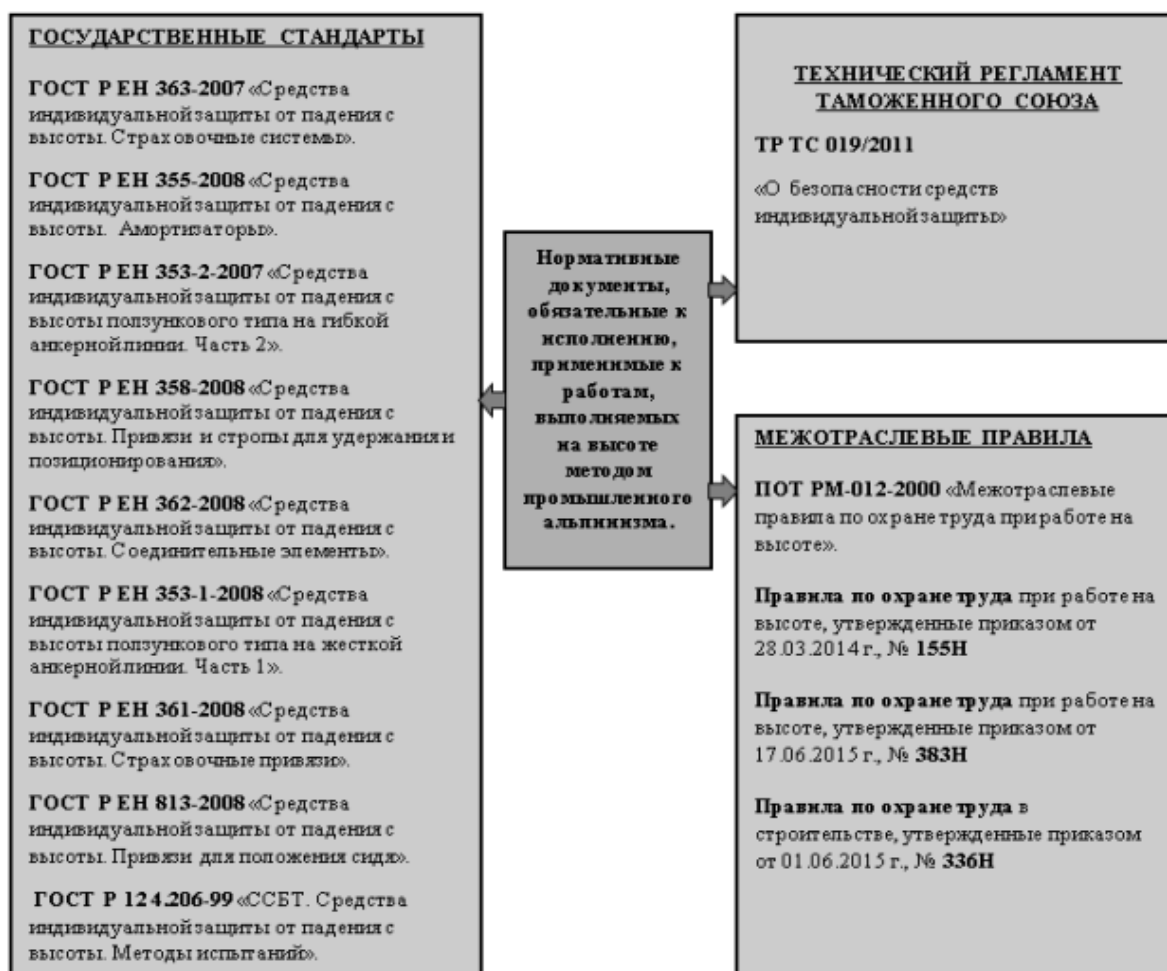 ГОСУДАРСТВЕННЫЕ СТАНДАРТЫ
ГОСТ Р ЕН 363-2007 «Средства
индивидуальной защиты от падения с
высоты. Страховочные системы».
ГОСТ Р ЕН 355-2008 «Средства
индивидуальной защиты от падения с
высоты. Амортизаторы».
ГОСТ Р ЕН 353-2-2007 «Средства
индивидуальной защиты от падения с
высоты ползункового типа на гибкой
анкерной линии. Часть 2».
ГОСТ Р ЕН 358-2008 «Средства
индивидуальной защиты от падения с
высоты. Привязи и стропы для удержания и
позиционирования».
ГОСТ Р ЕН 362-2008 «Средства
индивидуальной защиты от падения с
высоты. Соединительные элементы».
ГОСТ Р ЕН 353-1-2008 «Средства
индивидуальной защиты от падения с
высоты ползункового типа на жесткой
анкерной линии. Часть 1».
ГОСТ Р ЕН 361-2008 «Средства
индивидуальной защиты от падения с
высоты. Страховочные привязи».
ГОСТ Р ЕН 813-2008 «Средства
индивидуальной защиты от падения с
высоты. Привязи для положения сидя».
ГОСТ Р 12 4.206-99 «ССБТ. Средства
индивидуальной защиты от падения с
высоты. Методы испытаний».
Нормативные
документы,
обязательные к
исполнению,
применимые к
работам,
выполняемых
на высоте
методом
промышленного
альпинизма.
ТЕХНИЧЕСКИЙ РЕГЛАМЕНТ
ТАМОЖЕННОГО СОЮЗА
ТР ТС 019/2011
«О безопасности средств
индивидуальной защиты»
МЕЖОТРАСЛЕВЫЕ ПРАВИЛА
ПОТ РМ-012-2000 «Межотраслевые
правила по охране труда при работе на
высоте».
Правила по охране труда при работе на
высоте, утвержденные приказом от
28.03.2014 г., № 155Н
Правила по охране труда при работе на
высоте, утвержденные приказом от
17.06.2015 г., № 383Н
Правила по охране труда в
строительстве, утвержденные приказом
от 01.06.2015 г., № 336Н